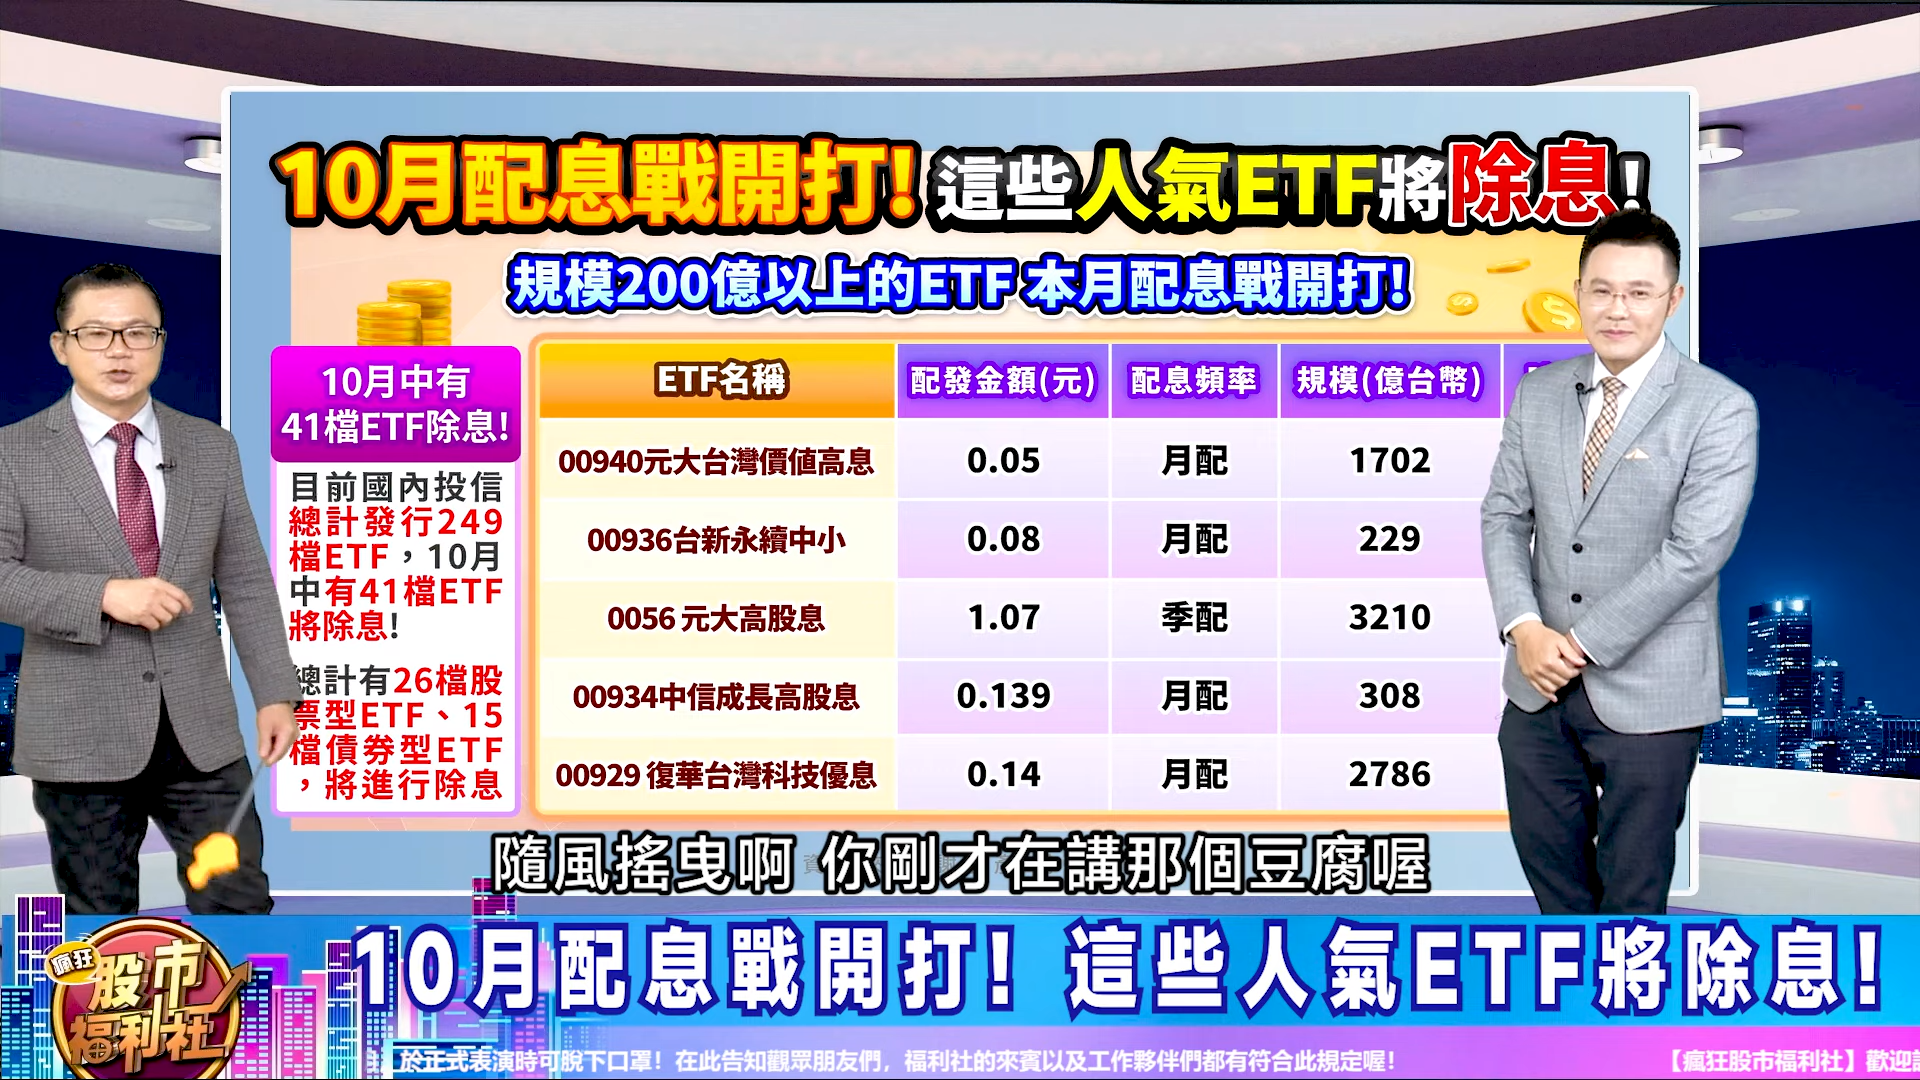 10月配息戰開打!這些人氣ETF將除息!
規模200億以上的ETF 本月配息戰開打!
10月中有
41檔ETF除息!
目前國內投信
總計發行249
檔ETF，10月
中有41檔ETF
將除息!
總計有26檔股
票型ETF、15
檔債券型ETF
，將進行除息
ETF名稱 配發金額(元) 配息頻率 規模(億台幣)
00940元大台灣價值高息 0.05 月配 1702
00936台新永續中小 0.08 月配 229
0056 元大高股息 1.07 季配 3210
00934中信成長高股息 0.139 月配 308
00929 復華台灣科技優息 0.14 月配 2786
隨風搖曳啊 你剛才在講那個豆腐喔
10月配息戰開打! 這些人氣ETF將除息!
瘋狂
股市
福利社
於正式表演時可脫下口罩! 在此告知觀眾朋友們，福利社的來賓以及工作夥伴們都有符合此規定喔! 【瘋狂股市福利社】歡迎